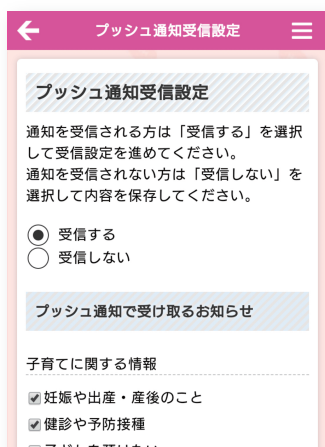 プッシュ通知受信設定
プッシュ通知受信設定
通知を受信される方は「受信する」を選択
して受信設定を進めてください。
通知を受信されない方は「受信しない」を
選択して内容を保存してください。
受信する
受信しない
プッシュ通知で受け取るお知らせ
子育てに関する情報
妊娠や出産・産後のこと
健診や予防接種